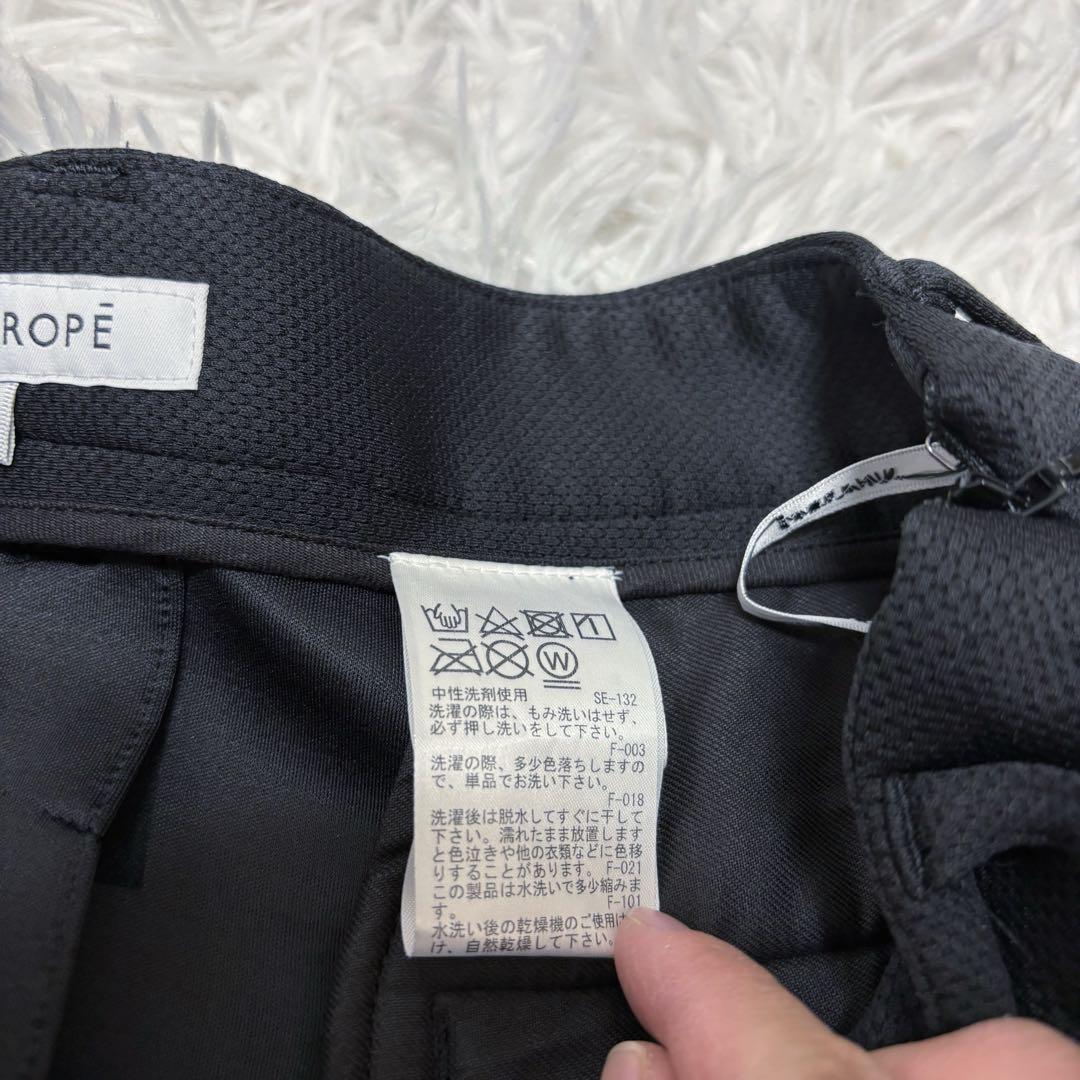 ROPÉ
W
中性洗剤使用 SE-132
洗濯の際は、もみ洗いはせず、
必ず押し洗いをして下さい。
F-003
洗濯の際、多少色落ちしますの
で、単品でお洗い下さい。
F-018
洗濯後は脱水してすぐに干して
下さい。濡れたまま放置します
と色泣きや他の衣類などに色移
りすることがあります。 F-021
この製品は水洗いで多少縮みま
す。 F-101
水洗い後の乾燥機のご使用は
け、自然乾燥して下さい。